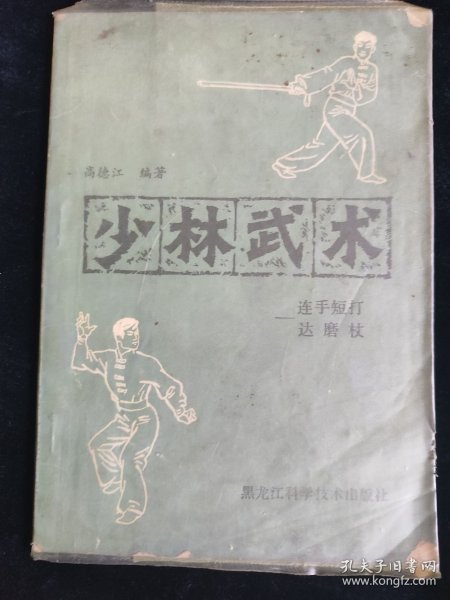 高德江 编著
少林武术
——连手短打
达磨杖
黑龙江科学技术出版社
孔夫子旧书网
www.kongfz.com